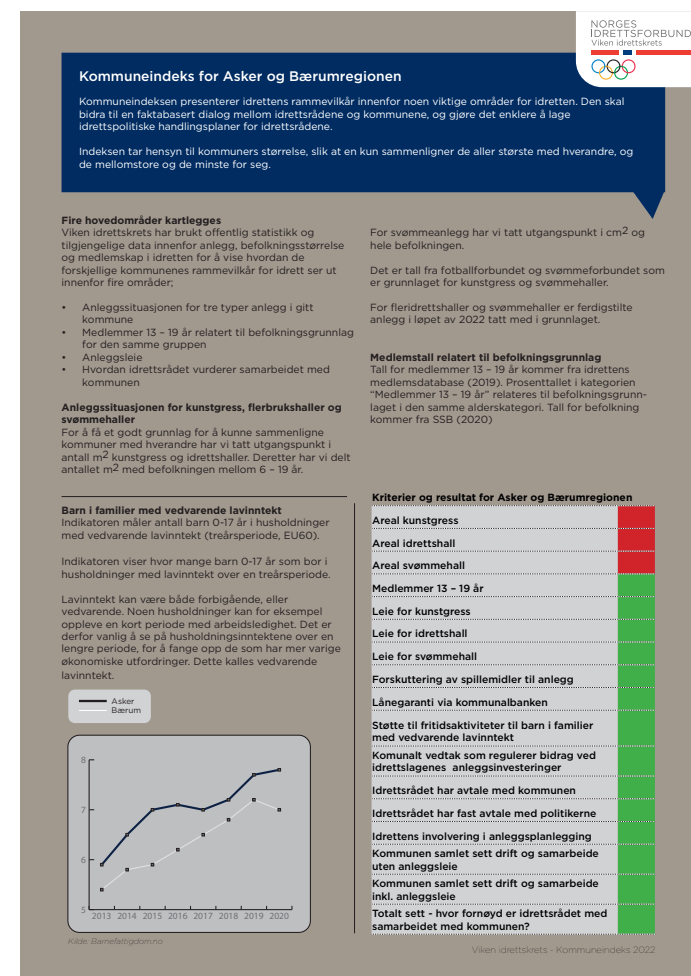 NORGES
IDRETTSFORBUND
Viken idrettskrets
Kommuneindeks for Asker og Bærumregionen
Kommuneindeksen presenterer idrettens rammevilkår innenfor noen viktige områder for idretten. Den skal
bidra til en faktabasert dialog mellom idrettsrådene og kommunene, og gjøre det enklere å lage
idrettspolitiske handlingsplaner for idrettsrådene.
Indeksen tar hensyn til kommuners størrelse, slik at en kun sammenligner de aller største med hverandre, og
de mellomstore og de minste for seg.
Fire hovedområder kartlegges
Viken idrettskrets har brukt offentlig statistikk og
tilgjengelige data innenfor anlegg, befolkningsstørrelse
og medlemskap i idretten for å vise hvordan de
forskjellige kommunenes rammevilkår for idrett ser ut
innenfor fire områder;
• Anleggssituasjonen for tre typer anlegg i gitt
kommune
• Medlemmer 13 – 19 år relatert til befolkningsgrunnlag
for den samme gruppen
• Anleggsleie
• Hvordan idrettsrådet vurderer samarbeidet med
kommunen
Anleggssituasjonen for kunstgress, flerbrukshaller og
svømmehaller
For å få et godt grunnlag for å kunne sammenligne
kommuner med hverandre har vi tatt utgangspunkt i
antall m2 kunstgress og idrettshaller. Deretter har vi delt
antallet m2 med befolkningen mellom 6 – 19 år.
For svømmeanlegg har vi tatt utgangspunkt i cm2 og
hele befolkningen.
Det er tall fra fotballforbundet og svømmeforbundet som
er grunnlaget for kunstgress og svømmehaller.
For fleridrettshaller og svømmehaller er ferdigstilte
anlegg i løpet av 2022 tatt med i grunnlaget.
Medlemstall relatert til befolkningsgrunnlag
Tall for medlemmer 13 – 19 år kommer fra idrettens
medlemsdatabase (2019). Prosenttallet i kategorien
“Medlemmer 13 – 19 år” relateres til befolkningsgrunn-
laget i den samme alderskategori. Tall for befolkning
kommer fra SSB (2020)
Barn i familier med vedvarende lavinntekt
Indikatoren måler antall barn 0-17 år i husholdninger
med vedvarende lavinntekt (treårsperiode, EU60).
Indikatoren viser hvor mange barn 0-17 år som bor i
husholdninger med lavinntekt over en treårsperiode.
Lavinntekt kan være både forbigående, eller
vedvarende. Noen husholdninger kan for eksempel
oppleve en kort periode med arbeidsledighet. Det er
derfor vanlig å se på husholdningsinntektene over en
lengre periode, for å fange opp de som har mer varige
økonomiske utfordringer. Dette kalles vedvarende
lavinntekt.
Asker
Bærum
8
7
6
5
2013 2014 2015 2016 2017 2018 2019 2020
Kilde: Barnefattigdom.no
Kriterier og resultat for Asker og Bærumregionen
Areal kunstgress
Areal idrettshall
Areal svømmehall
Medlemmer 13 – 19 år
Leie for kunstgress
Leie for idrettshall
Leie for svømmehall
Forskuttering av spillemidler til anlegg
Lånegaranti via kommunalbanken
Støtte til fritidsaktiviteter til barn i familier
med vedvarende lavinntekt
Komunalt vedtak som regulerer bidrag ved
idrettslagenes anleggsinvesteringer
Idrettsrådet har avtale med kommunen
Idrettsrådet har fast avtale med politikerne
Idrettens involvering i anleggsplanlegging
Kommunen samlet sett drift og samarbeide
uten anleggsleie
Kommunen samlet sett drift og samarbeide
inkl. anleggsleie
Totalt sett - hvor fornøyd er idrettsrådet med
samarbeidet med kommunen?
Viken idrettskrets - Kommuneindeks 2022